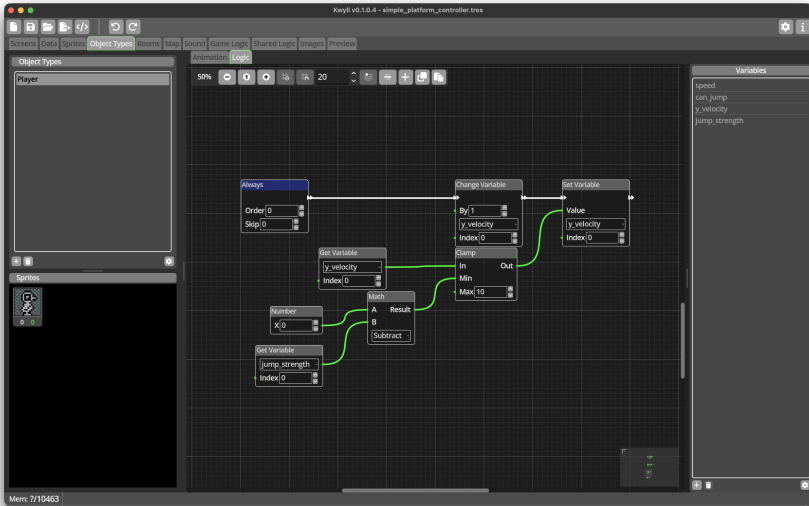 Kwyll v0.1.0.4 - simple_platform_controller.tres
Screens Data Sprites Object Types Rooms Map Sound Game Logic Shared Logic Images Preview
Object Types
Player
Sprites
0 0
Mem: ?/10463
Animation Logic
50% 20
Always
Order 0
Skip 0
Change Variable
By 1
y_velocity
Index 0
Set Variable
Value
y_velocity
Index 0
Get Variable
y_velocity
Index 0
Clamp
In Out
Min
Max 10
Math
A Result
B
Subtract
Number
X 0
Get Variable
jump_strength
Index 0
Variables
speed
can_jump
y_velocity
jump_strength